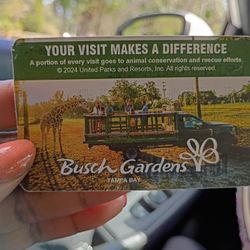 YOUR VISIT MAKES A DIFFERENCE
A portion of every visit goes to animal conservation and rescue efforts.
© 2024 United Parks and Resorts, Inc. All rights reserved.
Busch Gardens
TAMPA BAY